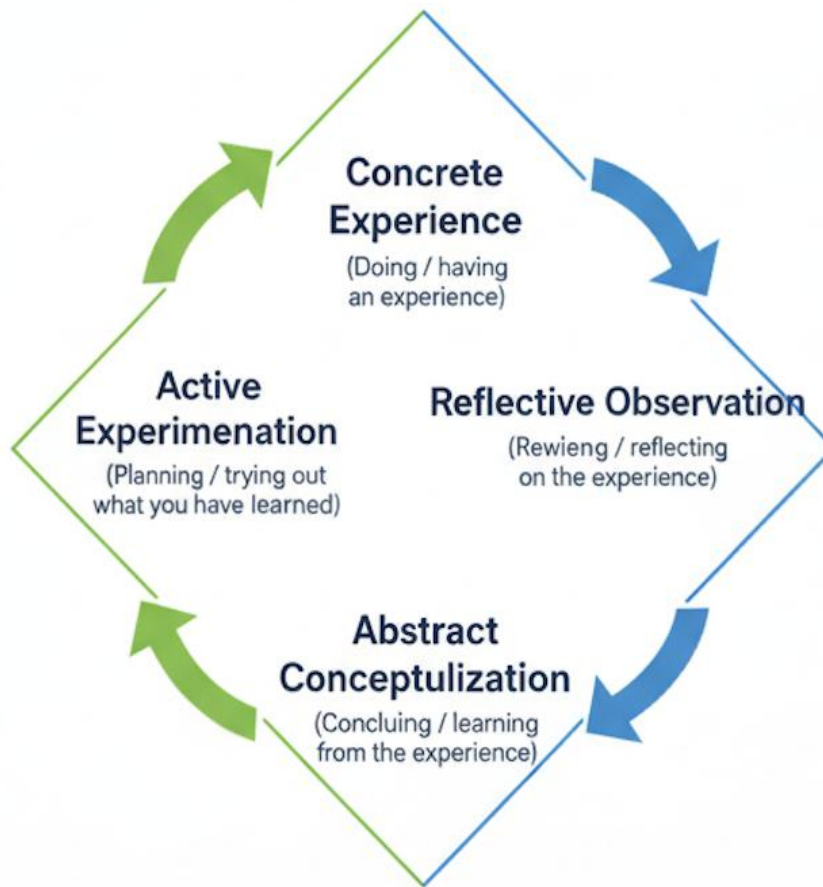 Concrete
Experience
(Doing / having
an experience)
Reflective Observation
(Rewieng / reflecting
on the experience)
Abstract
Conceptulization
(Concluing / learning
from the experience)
Active
Experimenation
(Planning / trying out
what you have learned)